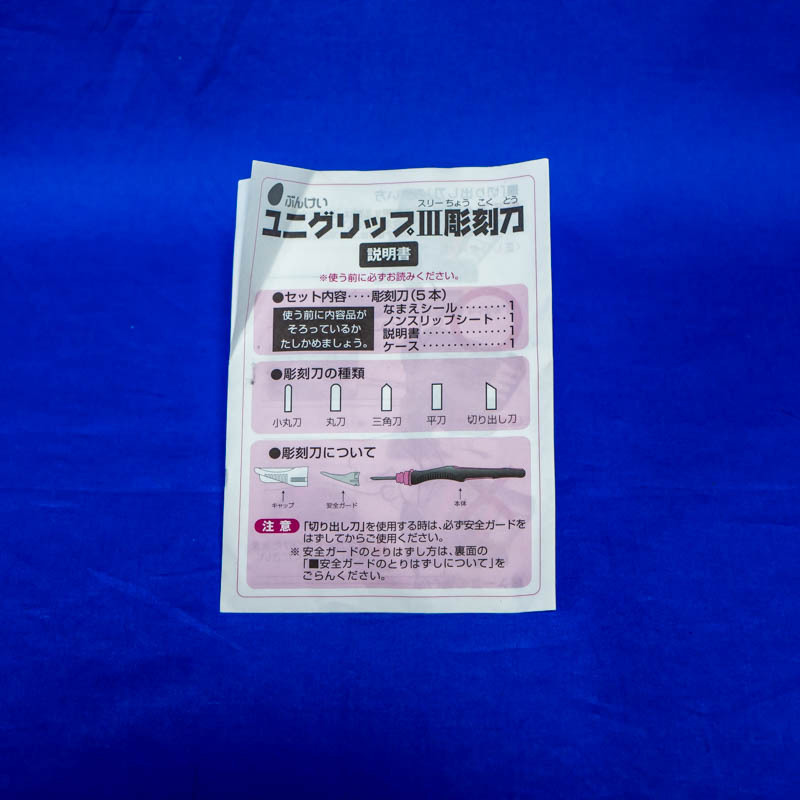 ぶんけい
スリーちょうこくとう
ユニグリップⅢ彫刻刀
説明書
※使う前に必ずお読みください。
●セット内容‥‥彫刻刀(5本)
使う前に内容品が
そろっているか
たしかめましょう。
なまえシール‥‥‥‥1
ノンスリップシート‥1
説明書‥‥‥‥‥‥‥1
ケース‥‥‥‥‥‥‥1
●彫刻刀の種類
小丸刀 丸刀 三角刀 平刀 切り出し刀
●彫刻刀について
キャップ 安全ガード 本体
注意 「切り出し刀」を使用する時は、必ず安全ガードを
はずしてからご使用ください。
※ 安全ガードのとりはずし方は、裏面の
「■安全ガードのとりはずしについて」を
ごらんください。